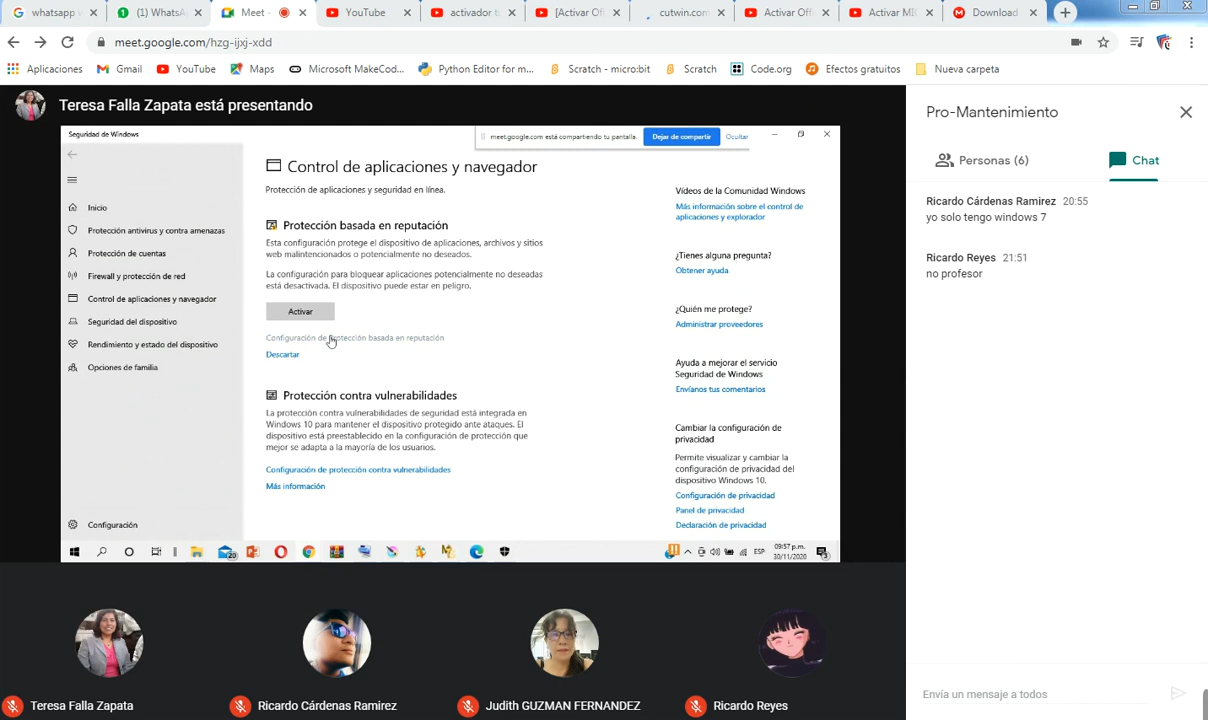 whatsapp
(1) WhatsA
Meet -
YouTube
activador t
[Activar Of
cutwin.com
Activar Off
Activar MIC
Download
meet.google.com/hzg-ijxj-xdd
Aplicaciones
Gmail
YouTube
Maps
Microsoft MakeCod...
Python Editor for m...
Scratch - micro:bit
Scratch
Code.org
Efectos gratuitos
Nueva carpeta
Teresa Falla Zapata está presentando
Seguridad de Windows
meet.google.com está compartiendo tu pantalla.
Dejar de compartir
Ocultar
Inicio
Protección antivirus y contra amenazas
Protección de cuentas
Firewall y protección de red
Control de aplicaciones y navegador
Seguridad del dispositivo
Rendimiento y estado del dispositivo
Opciones de familia
Configuración
Control de aplicaciones y navegador
Protección de aplicaciones y seguridad en línea.
Protección basada en reputación
Esta configuración protege el dispositivo de aplicaciones, archivos y sitios
web malintencionados o potencialmente no deseados.
La configuración para bloquear aplicaciones potencialmente no deseadas
está desactivada. El dispositivo puede estar en peligro.
Activar
Configuración de protección basada en reputación
Descartar
Protección contra vulnerabilidades
La protección contra vulnerabilidades de seguridad está integrada en
Windows 10 para mantener el dispositivo protegido ante ataques. El
dispositivo está preestablecido en la configuración de protección que
mejor se adapta a la mayoría de los usuarios.
Configuración de protección contra vulnerabilidades
Más información
Vídeos de la Comunidad Windows
Más información sobre el control de
aplicaciones y explorador
¿Tienes alguna pregunta?
Obtener ayuda
¿Quién me protege?
Administrar proveedores
Ayuda a mejorar el servicio
Seguridad de Windows
Envíanos tus comentarios
Cambiar la configuración de
privacidad
Permite visualizar y cambiar la
configuración de privacidad del
dispositivo Windows 10.
Configuración de privacidad
Panel de privacidad
Declaración de privacidad
20
ESP
09:57 p.m.
30/11/2020
3
Teresa Falla Zapata
Ricardo Cárdenas Ramirez
Judith GUZMAN FERNANDEZ
Ricardo Reyes
Pro-Mantenimiento
Personas (6)
Chat
Ricardo Cárdenas Ramirez 20:55
yo solo tengo windows 7
Ricardo Reyes 21:51
no profesor
Envía un mensaje a todos